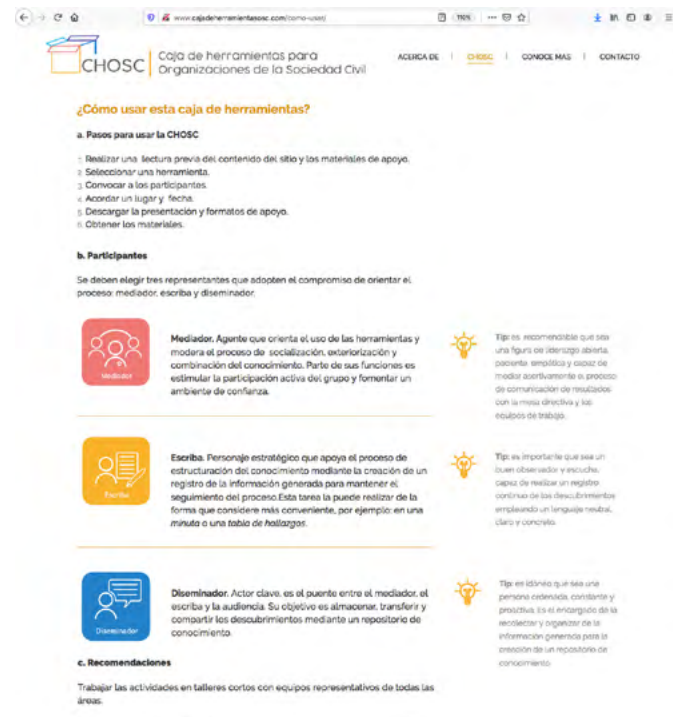 www.cajadeherramientasosc.com/como-usar/
110%
CHOSC
Caja de herramientas para
Organizaciones de la Sociedad Civil
ACERCA DE | CHOSC | CONOCE MAS | CONTACTO
¿Cómo usar esta caja de herramientas?
a. Pasos para usar la CHOSC
1. Realizar una lectura previa del contenido del sitio y los materiales de apoyo.
2. Seleccionar una herramienta.
3. Convocar a los participantes.
4. Acordar un lugar y fecha.
5. Descargar la presentación y formatos de apoyo.
6. Obtener los materiales.
b. Participantes
Se deben elegir tres representantes que adopten el compromiso de orientar el
proceso: mediador, escriba y diseminador.
Mediador
Mediador. Agente que orienta el uso de las herramientas y
modera el proceso de socialización, exteriorización y
combinación del conocimiento. Parte de sus funciones es
estimular la participación activa del grupo y fomentar un
ambiente de confianza.
Tip: es recomendable que sea
una figura de liderazgo abierta,
paciente, empática y capaz de
mediar asertivamente el proceso
de comunicación de resultados
con la mesa directiva y los
equipos de trabajo.
Escriba
Escriba. Personaje estratégico que apoya el proceso de
estructuración del conocimiento mediante la creación de un
registro de la información generada para mantener el
seguimiento del proceso.Esta tarea la puede realizar de la
forma que considere más conveniente, por ejemplo: en una
minuta o una tabla de hallazgos.
Tip: es importante que sea un
buen observador y escucha,
capaz de realizar un registro
continuo de los descubrimientos
empleando un lenguaje neutral,
claro y concreto.
Diseminador
Diseminador. Actor clave, es el puente entre el mediador, el
escriba y la audiencia. Su objetivo es almacenar, transferir y
compartir los descubrimientos mediante un repositorio de
conocimiento.
Tip: es idóneo que sea una
persona ordenada, constante y
proactiva. Es el encargado de la
recolectar y organizar de la
información generada para la
creación de un repositorio de
conocimiento.
c. Recomendaciones
Trabajar las actividades en talleres cortos con equipos representativos de todas las
áreas.